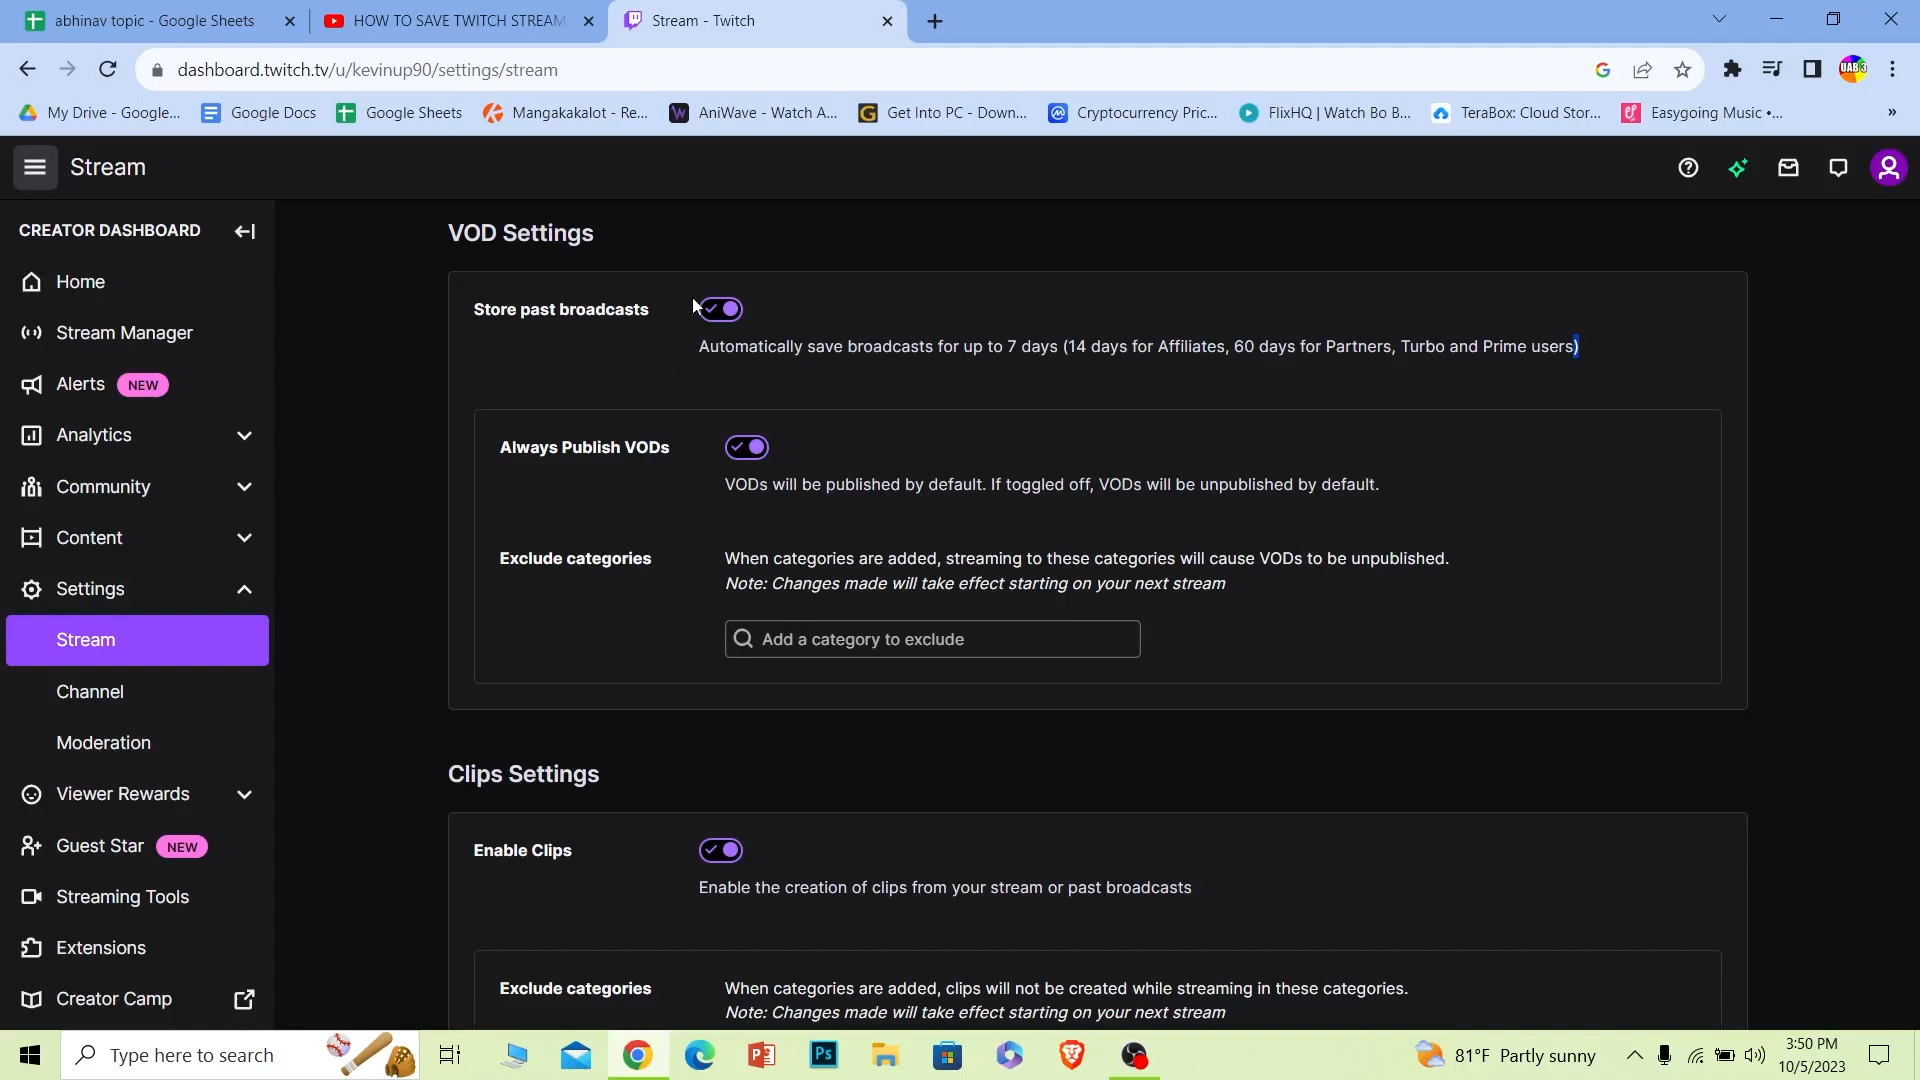 abhinav topic - Google Sheets
HOW TO SAVE TWITCH STREAM
Stream - Twitch
dashboard.twitch.tv/u/kevinup90/settings/stream
UAB 3
My Drive - Google...
Google Docs
Google Sheets
Mangakakalot - Re...
AniWave - Watch A...
Get Into PC - Down...
Cryptocurrency Pric...
FlixHQ | Watch Bo B...
TeraBox: Cloud Stor...
Easygoing Music •...
»
Stream
CREATOR DASHBOARD
Home
Stream Manager
Alerts NEW
Analytics
Community
Content
Settings
Stream
Channel
Moderation
Viewer Rewards
Guest Star NEW
Streaming Tools
Extensions
Creator Camp
VOD Settings
Store past broadcasts
Automatically save broadcasts for up to 7 days (14 days for Affiliates, 60 days for Partners, Turbo and Prime users)
Always Publish VODs
VODs will be published by default. If toggled off, VODs will be unpublished by default.
Exclude categories
When categories are added, streaming to these categories will cause VODs to be unpublished.
Note: Changes made will take effect starting on your next stream
Add a category to exclude
Clips Settings
Enable Clips
Enable the creation of clips from your stream or past broadcasts
Exclude categories
When categories are added, clips will not be created while streaming in these categories.
Note: Changes made will take effect starting on your next stream
Type here to search
Ps
81°F Partly sunny
3:50 PM
10/5/2023